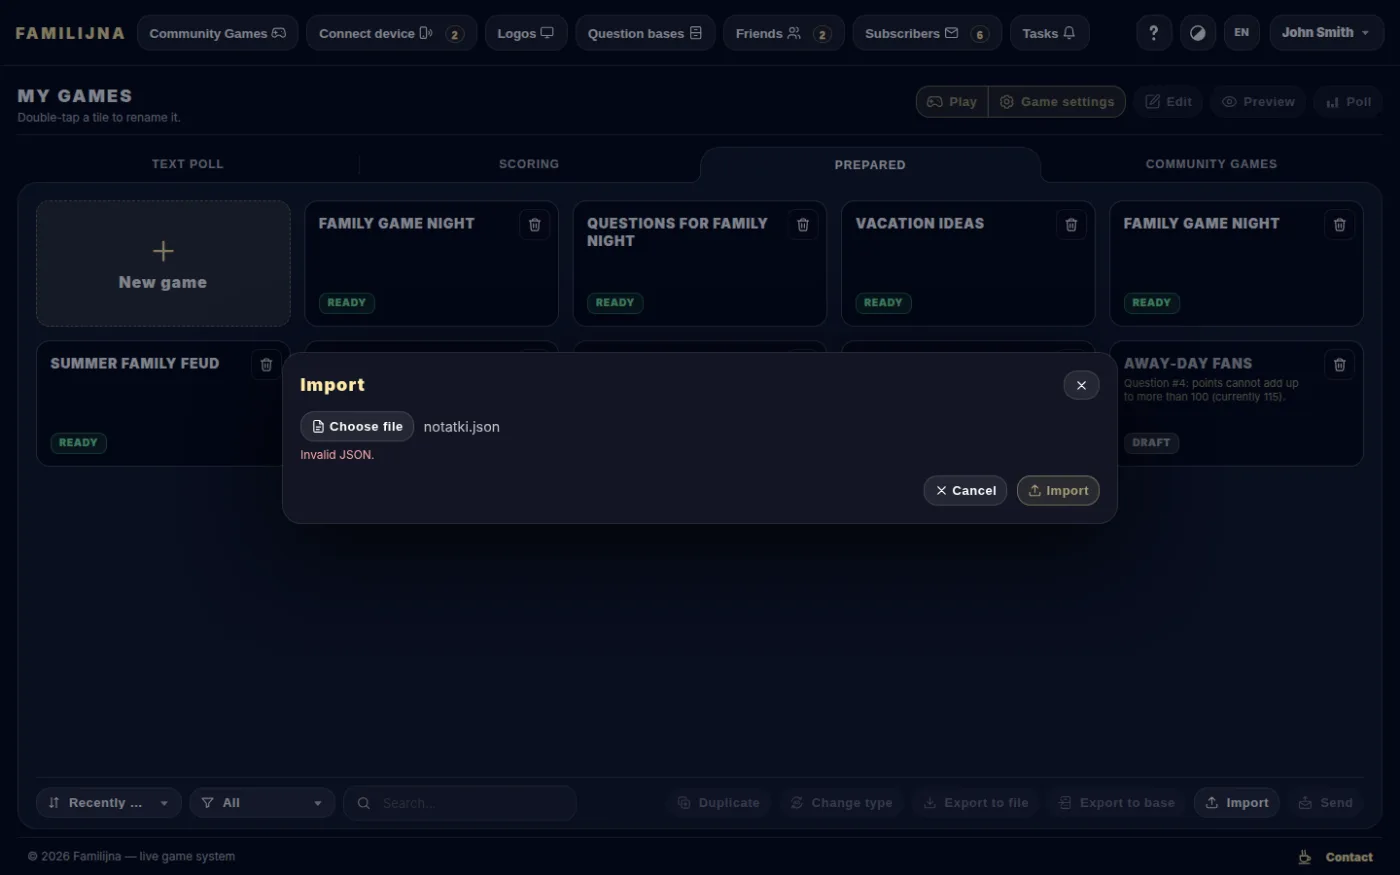 FAMILIJNA
Community Games
Connect device 2
Logos
Question bases
Friends 2
Subscribers 6
Tasks
?
EN
John Smith
MY GAMES
Double-tap a tile to rename it.
Play
Game settings
Edit
Preview
Poll
TEXT POLL
SCORING
PREPARED
COMMUNITY GAMES
New game
FAMILY GAME NIGHT
READY
QUESTIONS FOR FAMILY
NIGHT
READY
VACATION IDEAS
READY
FAMILY GAME NIGHT
READY
SUMMER FAMILY FEUD
READY
AWAY-DAY FANS
Question #4: points cannot add up
to more than 100 (currently 115).
DRAFT
Import
Choose file notatki.json
Invalid JSON.
Cancel
Import
Recently ...
All
Search...
Duplicate
Change type
Export to file
Export to base
Import
Send
© 2026 Familijna — live game system
Contact